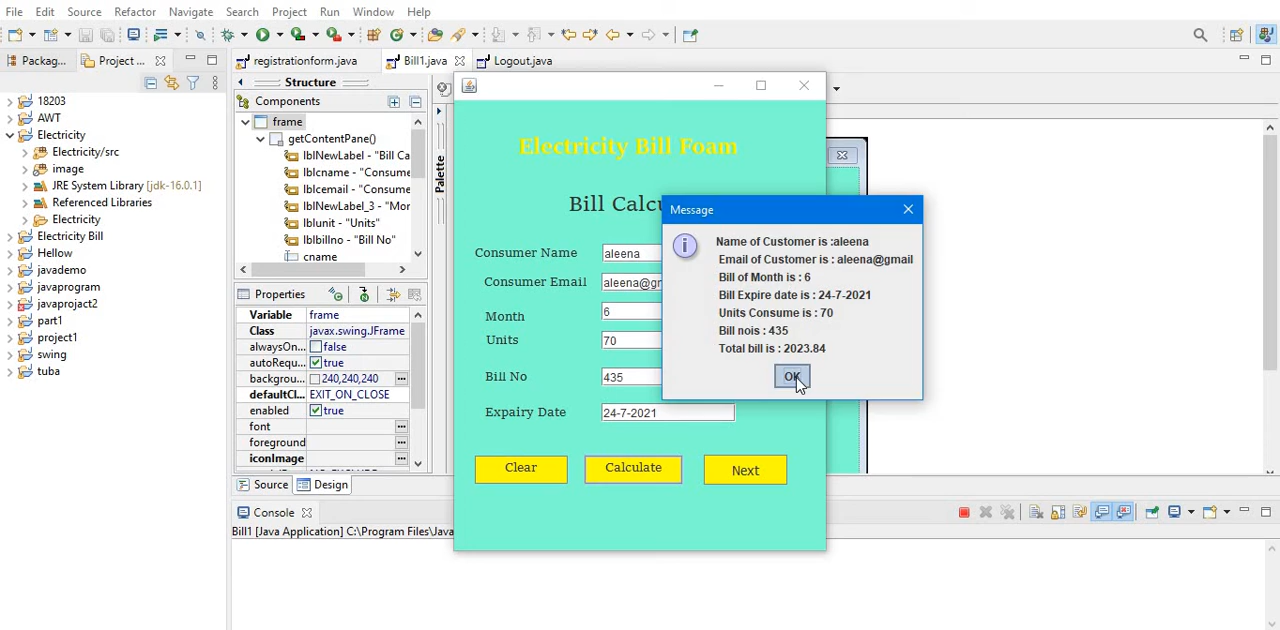 File Edit Source Refactor Navigate Search Project Run Window Help
Packag... Project ...
registrationform.java Bill1.java Logout.java
18203
AWT
Electricity
Electricity/src
image
JRE System Library [jdk-16.0.1]
Referenced Libraries
Electricity
Electricity Bill
Hellow
javademo
javaprogram
javaprojact2
part1
project1
swing
tuba
Structure
Components
frame
getContentPane()
lblNewLabel - "Bill Ca
lblcname - "Consume
lblcemail - "Consume
lblNewLabel_3 - "Mor
lblunit - "Units"
lblbillno - "Bill No"
cname
Properties
Variable frame
Class javax.swing.JFrame
alwaysOn... false
autoRequ... true
backgrou... 240,240,240
defaultCl... EXIT_ON_CLOSE
enabled true
font
foreground
iconImage
Source Design
Palette
Electricity Bill Foam
Bill Calcu
Consumer Name aleena
Consumer Email aleena@gr
Month 6
Units 70
Bill No 435
Expairy Date 24-7-2021
Clear Calculate Next
Message
Name of Customer is :aleena
Email of Customer is : aleena@gmail
Bill of Month is : 6
Bill Expire date is : 24-7-2021
Units Consume is : 70
Bill nois : 435
Total bill is : 2023.84
OK
Console
Bill1 [Java Application] C:\Program Files\Java